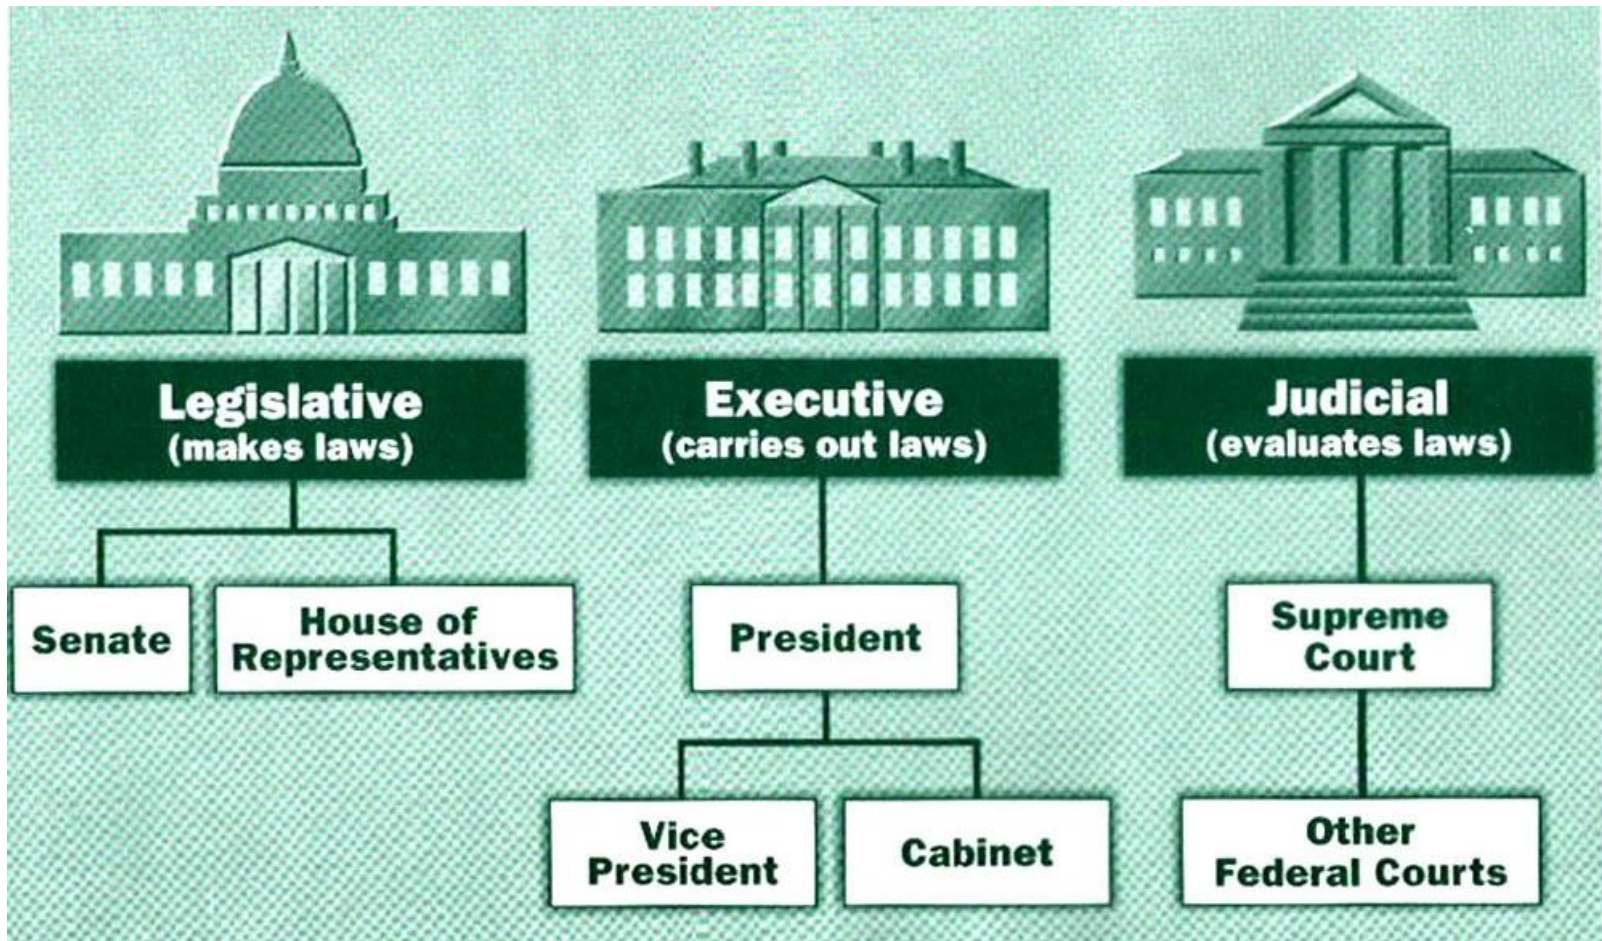 Legislative
(makes laws)
Executive
(carries out laws)
Judicial
(evaluates laws)
Senate
House of
Representatives
President
Supreme
Court
Vice
President
Cabinet
Other
Federal Courts